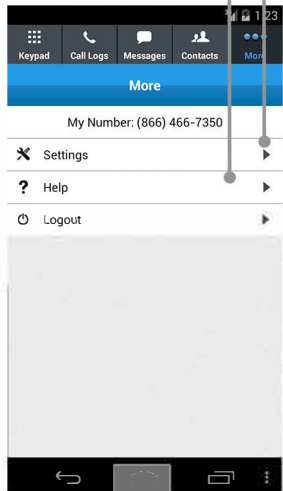 1:23
Keypad Call Logs Messages Contacts More
More
My Number: (866) 466-7350
Settings
? Help
Logout